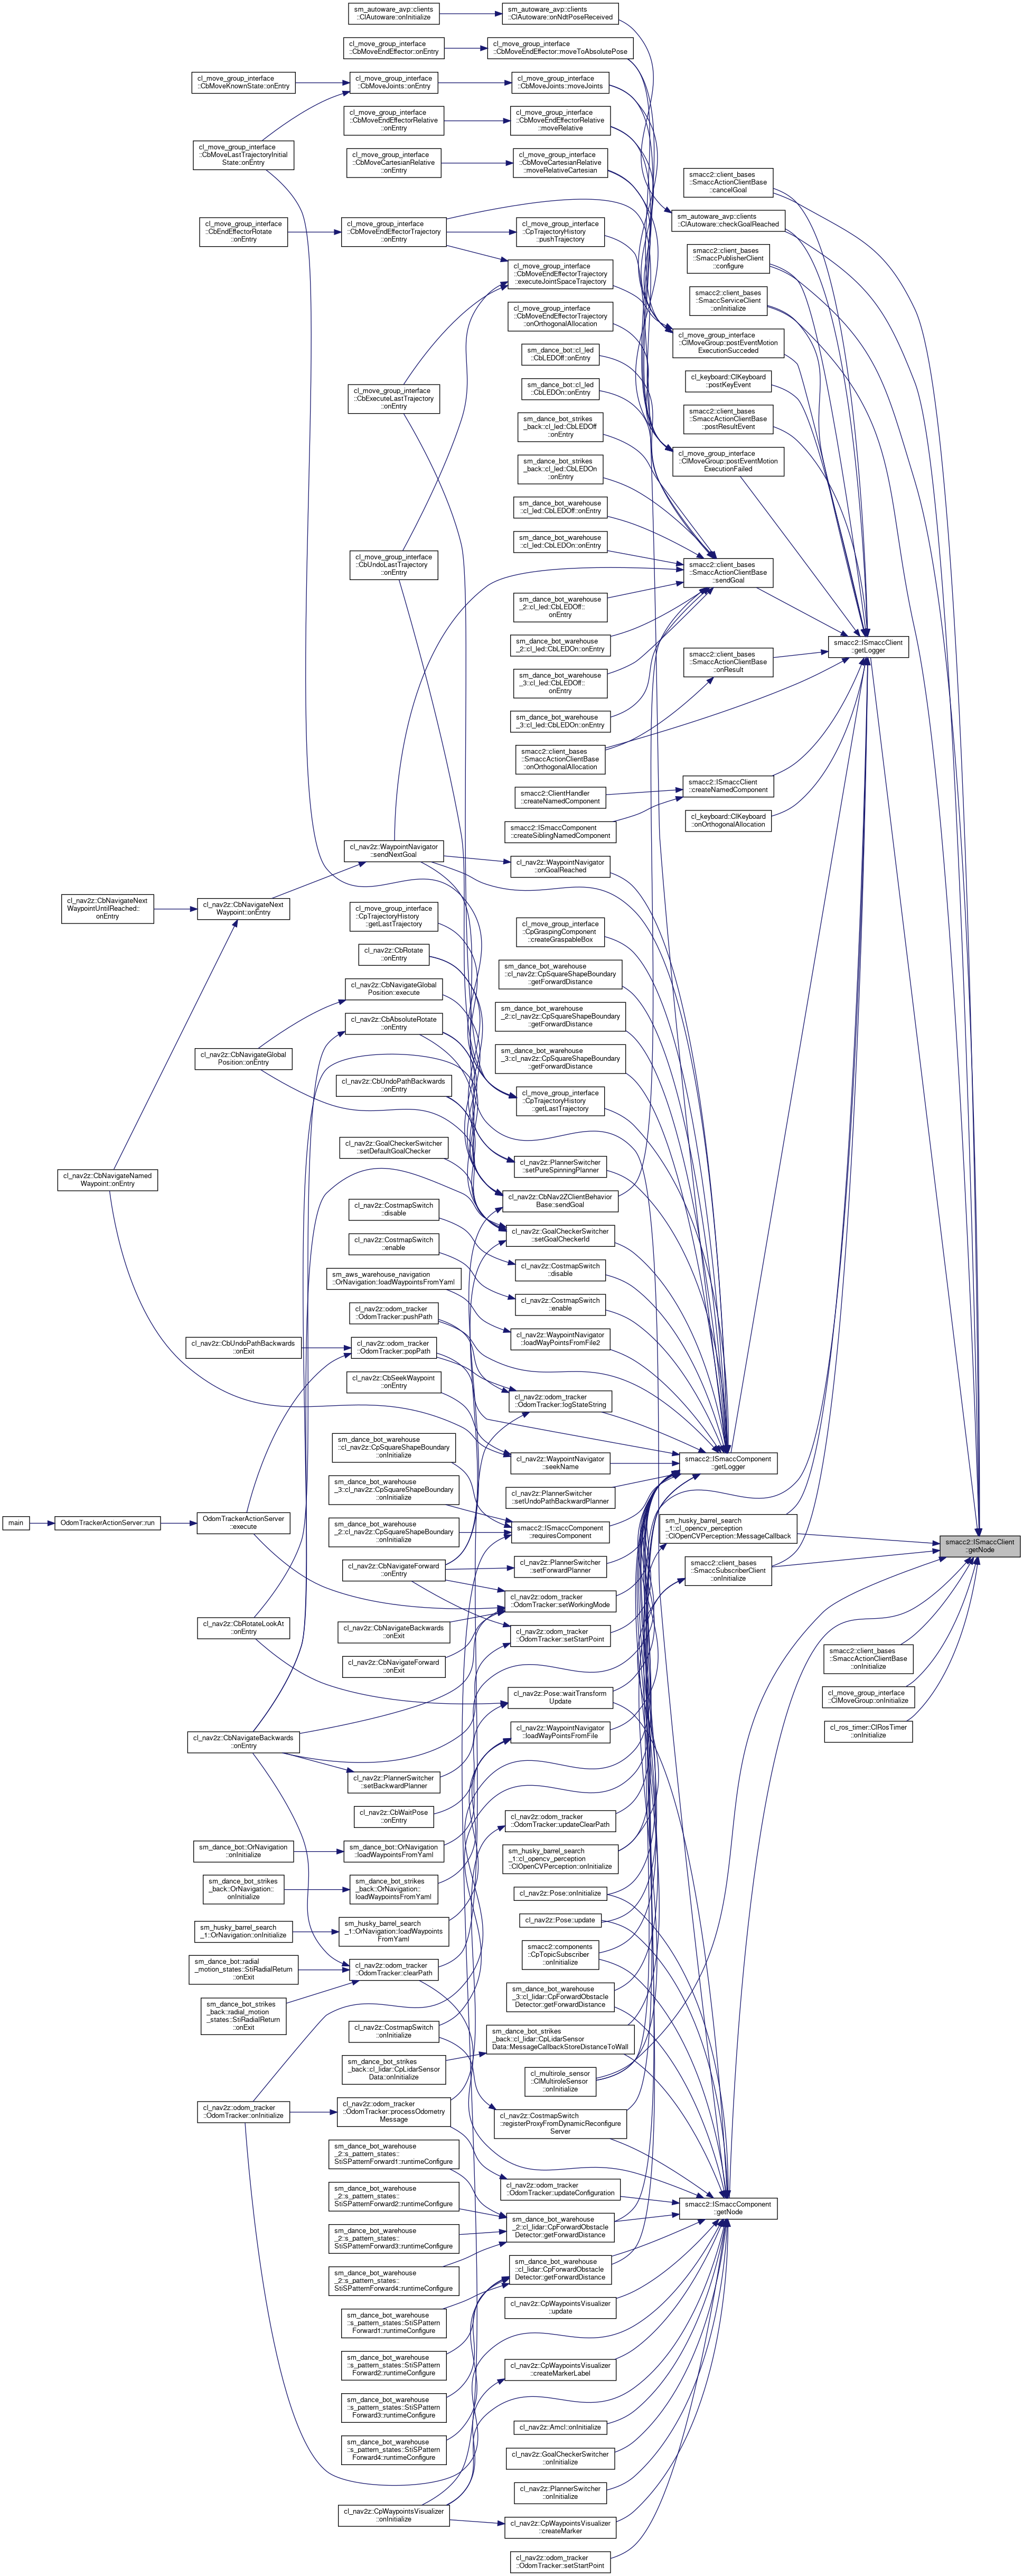 main
OdomTrackerActionServer::run
cl_nav2z::CbNavigateNext
WaypointUntilReached::
onEntry
cl_nav2z::CbNavigateNamed
Waypoint::onEntry
cl_move_group_interface
::CbMoveKnownState::onEntry
cl_move_group_interface
::CbMoveLastTrajectoryInitial
State::onEntry
cl_move_group_interface
::CbEndEffectorRotate
::onEntry
cl_nav2z::CbNavigateNext
Waypoint::onEntry
cl_nav2z::CbNavigateGlobal
Position::onEntry
cl_nav2z::CbUndoPathBackwards
::onExit
OdomTrackerActionServer
::execute
cl_nav2z::CbRotateLookAt
::onEntry
cl_nav2z::CbNavigateBackwards
::onEntry
sm_dance_bot::OrNavigation
::onInitialize
sm_dance_bot_strikes
_back::OrNavigation::
onInitialize
sm_husky_barrel_search
_1::OrNavigation::onInitialize
sm_dance_bot::radial
_motion_states::StiRadialReturn
::onExit
sm_dance_bot_strikes
_back::radial_motion
_states::StiRadialReturn
::onExit
cl_nav2z::odom_tracker
::OdomTracker::onInitialize
sm_autoware_avp::clients
::ClAutoware::onInitialize
cl_move_group_interface
::CbMoveEndEffector::onEntry
cl_move_group_interface
::CbMoveJoints::onEntry
cl_move_group_interface
::CbMoveEndEffectorRelative
::onEntry
cl_move_group_interface
::CbMoveCartesianRelative
::onEntry
cl_move_group_interface
::CbMoveEndEffectorTrajectory
::onEntry
cl_move_group_interface
::CbExecuteLastTrajectory
::onEntry
cl_move_group_interface
::CbUndoLastTrajectory
::onEntry
cl_nav2z::WaypointNavigator
::sendNextGoal
cl_move_group_interface
::CpTrajectoryHistory
::getLastTrajectory
cl_nav2z::CbRotate
::onEntry
cl_nav2z::CbNavigateGlobal
Position::execute
cl_nav2z::CbAbsoluteRotate
::onEntry
cl_nav2z::CbUndoPathBackwards
::onEntry
cl_nav2z::GoalCheckerSwitcher
::setDefaultGoalChecker
cl_nav2z::CostmapSwitch
::disable
cl_nav2z::CostmapSwitch
::enable
sm_aws_warehouse_navigation
::OrNavigation::loadWaypointsFromYaml
cl_nav2z::odom_tracker
::OdomTracker::pushPath
cl_nav2z::odom_tracker
::OdomTracker::popPath
cl_nav2z::CbSeekWaypoint
::onEntry
sm_dance_bot_warehouse
::cl_nav2z::CpSquareShapeBoundary
::onInitialize
sm_dance_bot_warehouse
_3::cl_nav2z::CpSquareShapeBoundary
::onInitialize
sm_dance_bot_warehouse
_2::cl_nav2z::CpSquareShapeBoundary
::onInitialize
cl_nav2z::CbNavigateForward
::onEntry
cl_nav2z::CbNavigateBackwards
::onExit
cl_nav2z::CbNavigateForward
::onExit
cl_nav2z::PlannerSwitcher
::setBackwardPlanner
cl_nav2z::CbWaitPose
::onEntry
sm_dance_bot::OrNavigation
::loadWaypointsFromYaml
sm_dance_bot_strikes
_back::OrNavigation::
loadWaypointsFromYaml
sm_husky_barrel_search
_1::OrNavigation::loadWaypoints
FromYaml
cl_nav2z::odom_tracker
::OdomTracker::clearPath
cl_nav2z::CostmapSwitch
::onInitialize
sm_dance_bot_strikes
_back::cl_lidar::CpLidarSensor
Data::onInitialize
cl_nav2z::odom_tracker
::OdomTracker::processOdometry
Message
sm_dance_bot_warehouse
_2::s_pattern_states::
StiSPatternForward1::runtimeConfigure
sm_dance_bot_warehouse
_2::s_pattern_states::
StiSPatternForward2::runtimeConfigure
sm_dance_bot_warehouse
_2::s_pattern_states::
StiSPatternForward3::runtimeConfigure
sm_dance_bot_warehouse
_2::s_pattern_states::
StiSPatternForward4::runtimeConfigure
sm_dance_bot_warehouse
::s_pattern_states::StiSPattern
Forward1::runtimeConfigure
sm_dance_bot_warehouse
::s_pattern_states::StiSPattern
Forward2::runtimeConfigure
sm_dance_bot_warehouse
::s_pattern_states::StiSPattern
Forward3::runtimeConfigure
sm_dance_bot_warehouse
::s_pattern_states::StiSPattern
Forward4::runtimeConfigure
cl_nav2z::CpWaypointsVisualizer
::onInitialize
sm_autoware_avp::clients
::ClAutoware::onNdtPoseReceived
cl_move_group_interface
::CbMoveEndEffector::moveToAbsolutePose
cl_move_group_interface
::CbMoveJoints::moveJoints
cl_move_group_interface
::CbMoveEndEffectorRelative
::moveRelative
cl_move_group_interface
::CbMoveCartesianRelative
::moveRelativeCartesian
cl_move_group_interface
::CpTrajectoryHistory
::pushTrajectory
cl_move_group_interface
::CbMoveEndEffectorTrajectory
::executeJointSpaceTrajectory
cl_move_group_interface
::CbMoveEndEffectorTrajectory
::onOrthogonalAllocation
sm_dance_bot::cl_led
::CbLEDOff::onEntry
sm_dance_bot::cl_led
::CbLEDOn::onEntry
sm_dance_bot_strikes
_back::cl_led::CbLEDOff
::onEntry
sm_dance_bot_strikes
_back::cl_led::CbLEDOn
::onEntry
sm_dance_bot_warehouse
::cl_led::CbLEDOff::onEntry
sm_dance_bot_warehouse
::cl_led::CbLEDOn::onEntry
sm_dance_bot_warehouse
_2::cl_led::CbLEDOff::
onEntry
sm_dance_bot_warehouse
_2::cl_led::CbLEDOn::onEntry
sm_dance_bot_warehouse
_3::cl_led::CbLEDOff::
onEntry
sm_dance_bot_warehouse
_3::cl_led::CbLEDOn::onEntry
smacc2::client_bases
::SmaccActionClientBase
::onOrthogonalAllocation
smacc2::ClientHandler
::createNamedComponent
smacc2::ISmaccComponent
::createSiblingNamedComponent
cl_nav2z::WaypointNavigator
::onGoalReached
cl_move_group_interface
::CpGraspingComponent
::createGraspableBox
sm_dance_bot_warehouse
::cl_nav2z::CpSquareShapeBoundary
::getForwardDistance
sm_dance_bot_warehouse
_2::cl_nav2z::CpSquareShapeBoundary
::getForwardDistance
sm_dance_bot_warehouse
_3::cl_nav2z::CpSquareShapeBoundary
::getForwardDistance
cl_move_group_interface
::CpTrajectoryHistory
::getLastTrajectory
cl_nav2z::PlannerSwitcher
::setPureSpinningPlanner
cl_nav2z::CbNav2ZClientBehavior
Base::sendGoal
cl_nav2z::GoalCheckerSwitcher
::setGoalCheckerId
cl_nav2z::CostmapSwitch
::disable
cl_nav2z::CostmapSwitch
::enable
cl_nav2z::WaypointNavigator
::loadWayPointsFromFile2
cl_nav2z::odom_tracker
::OdomTracker::logStateString
cl_nav2z::WaypointNavigator
::seekName
cl_nav2z::PlannerSwitcher
::setUndoPathBackwardPlanner
smacc2::ISmaccComponent
::requiresComponent
cl_nav2z::PlannerSwitcher
::setForwardPlanner
cl_nav2z::odom_tracker
::OdomTracker::setWorkingMode
cl_nav2z::odom_tracker
::OdomTracker::setStartPoint
cl_nav2z::Pose::waitTransform
Update
cl_nav2z::WaypointNavigator
::loadWayPointsFromFile
cl_nav2z::odom_tracker
::OdomTracker::updateClearPath
sm_husky_barrel_search
_1::cl_opencv_perception
::ClOpenCVPerception::onInitialize
cl_nav2z::Pose::onInitialize
cl_nav2z::Pose::update
smacc2::components
::CpTopicSubscriber
::onInitialize
sm_dance_bot_warehouse
_3::cl_lidar::CpForwardObstacle
Detector::getForwardDistance
sm_dance_bot_strikes
_back::cl_lidar::CpLidarSensor
Data::MessageCallbackStoreDistanceToWall
cl_multirole_sensor
::ClMultiroleSensor
::onInitialize
cl_nav2z::CostmapSwitch
::registerProxyFromDynamicReconfigure
Server
cl_nav2z::odom_tracker
::OdomTracker::updateConfiguration
sm_dance_bot_warehouse
_2::cl_lidar::CpForwardObstacle
Detector::getForwardDistance
sm_dance_bot_warehouse
::cl_lidar::CpForwardObstacle
Detector::getForwardDistance
cl_nav2z::CpWaypointsVisualizer
::update
cl_nav2z::CpWaypointsVisualizer
::createMarkerLabel
cl_nav2z::Amcl::onInitialize
cl_nav2z::GoalCheckerSwitcher
::onInitialize
cl_nav2z::PlannerSwitcher
::onInitialize
cl_nav2z::CpWaypointsVisualizer
::createMarker
cl_nav2z::odom_tracker
::OdomTracker::setStartPoint
smacc2::client_bases
::SmaccActionClientBase
::cancelGoal
sm_autoware_avp::clients
::ClAutoware::checkGoalReached
smacc2::client_bases
::SmaccPublisherClient
::configure
smacc2::client_bases
::SmaccServiceClient
::onInitialize
cl_move_group_interface
::ClMoveGroup::postEventMotion
ExecutionSucceded
cl_keyboard::ClKeyboard
::postKeyEvent
smacc2::client_bases
::SmaccActionClientBase
::postResultEvent
cl_move_group_interface
::ClMoveGroup::postEventMotion
ExecutionFailed
smacc2::client_bases
::SmaccActionClientBase
::sendGoal
smacc2::client_bases
::SmaccActionClientBase
::onResult
smacc2::ISmaccClient
::createNamedComponent
cl_keyboard::ClKeyboard
::onOrthogonalAllocation
smacc2::ISmaccComponent
::getLogger
sm_husky_barrel_search
_1::cl_opencv_perception
::ClOpenCVPerception::MessageCallback
smacc2::client_bases
::SmaccSubscriberClient
::onInitialize
smacc2::ISmaccComponent
::getNode
smacc2::ISmaccClient
::getLogger
smacc2::client_bases
::SmaccActionClientBase
::onInitialize
cl_move_group_interface
::ClMoveGroup::onInitialize
cl_ros_timer::ClRosTimer
::onInitialize
smacc2::ISmaccClient
::getNode